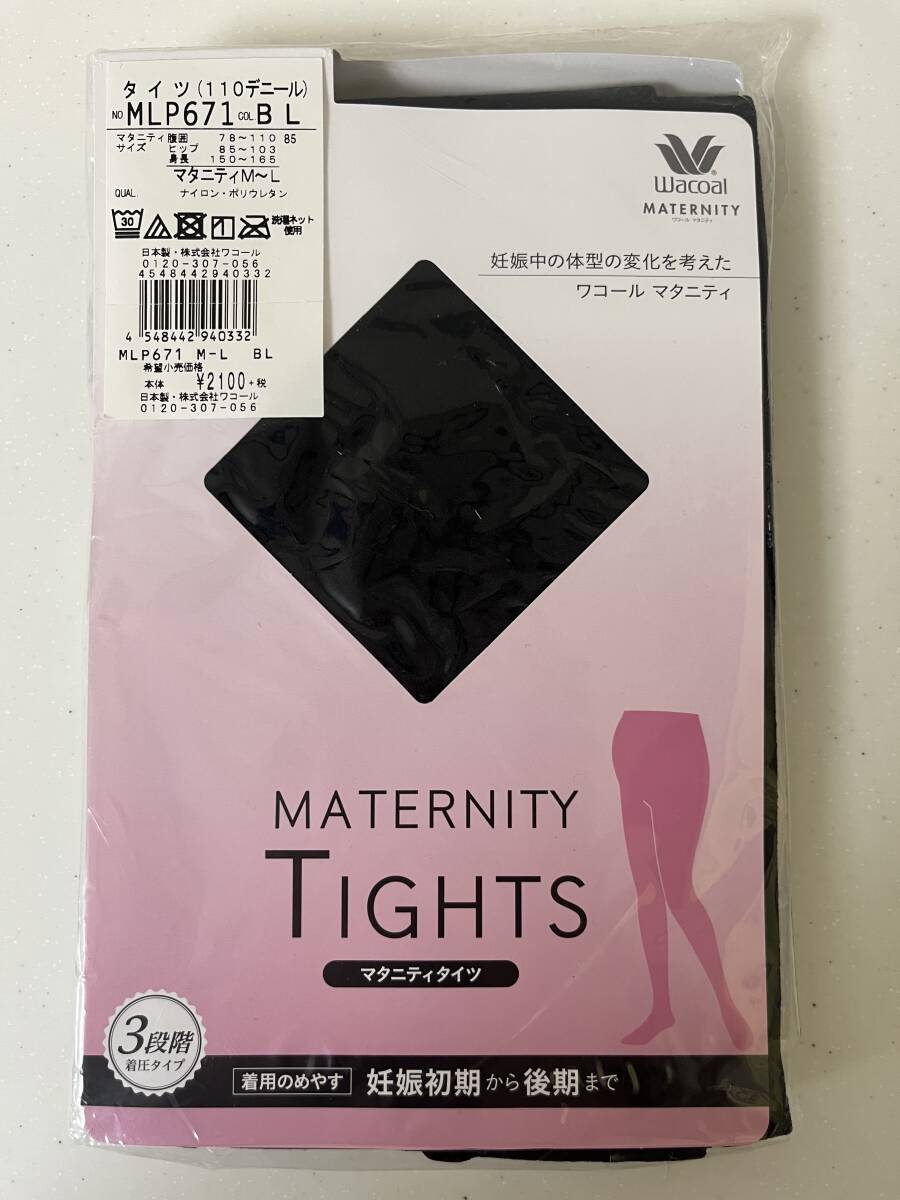 タイツ(110デニール)
NO MLP671 COL. BL
マタニティ 腹囲 78~110 85
サイズ ヒップ 85~103
身長 150~165
マタニティM~L
QUAL. ナイロン・ポリウレタン
30 洗濯ネット
使用
日本製・株式会社ワコール
0120-307-056
4548442940332
4 548442 940332
MLP671 M-L BL
希望小売価格
本体 ¥2100+税
日本製・株式会社ワコール
0120-307-056
Wacoal
MATERNITY
ワコール マタニティ
妊娠中の体型の変化を考えた
ワコール マタニティ
MATERNITY
TIGHTS
マタニティタイツ
3段階
着圧タイプ
着用のめやす 妊娠初期から後期まで